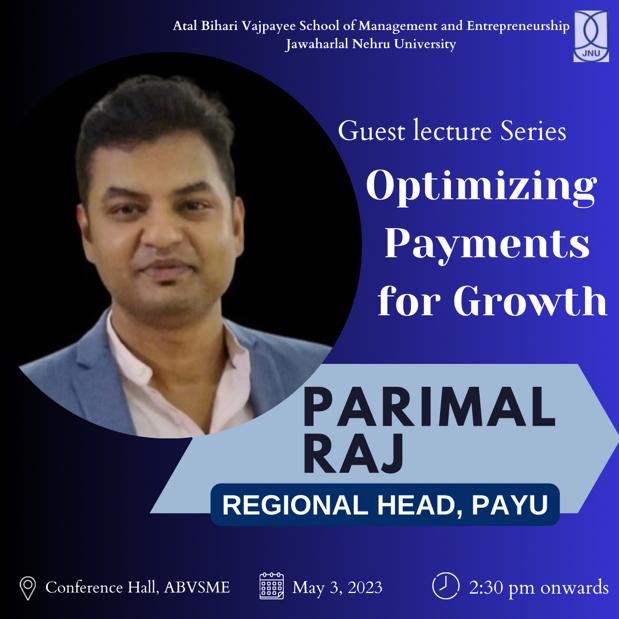 Atal Bihari Vajpayee School of Management and Entrepreneurship
Jawaharlal Nehru University
JNU
Guest lecture Series
Optimizing
Payments
for Growth
PARIMAL
RAJ
REGIONAL HEAD, PAYU
Conference Hall, ABVSME
May 3, 2023
2:30 pm onwards